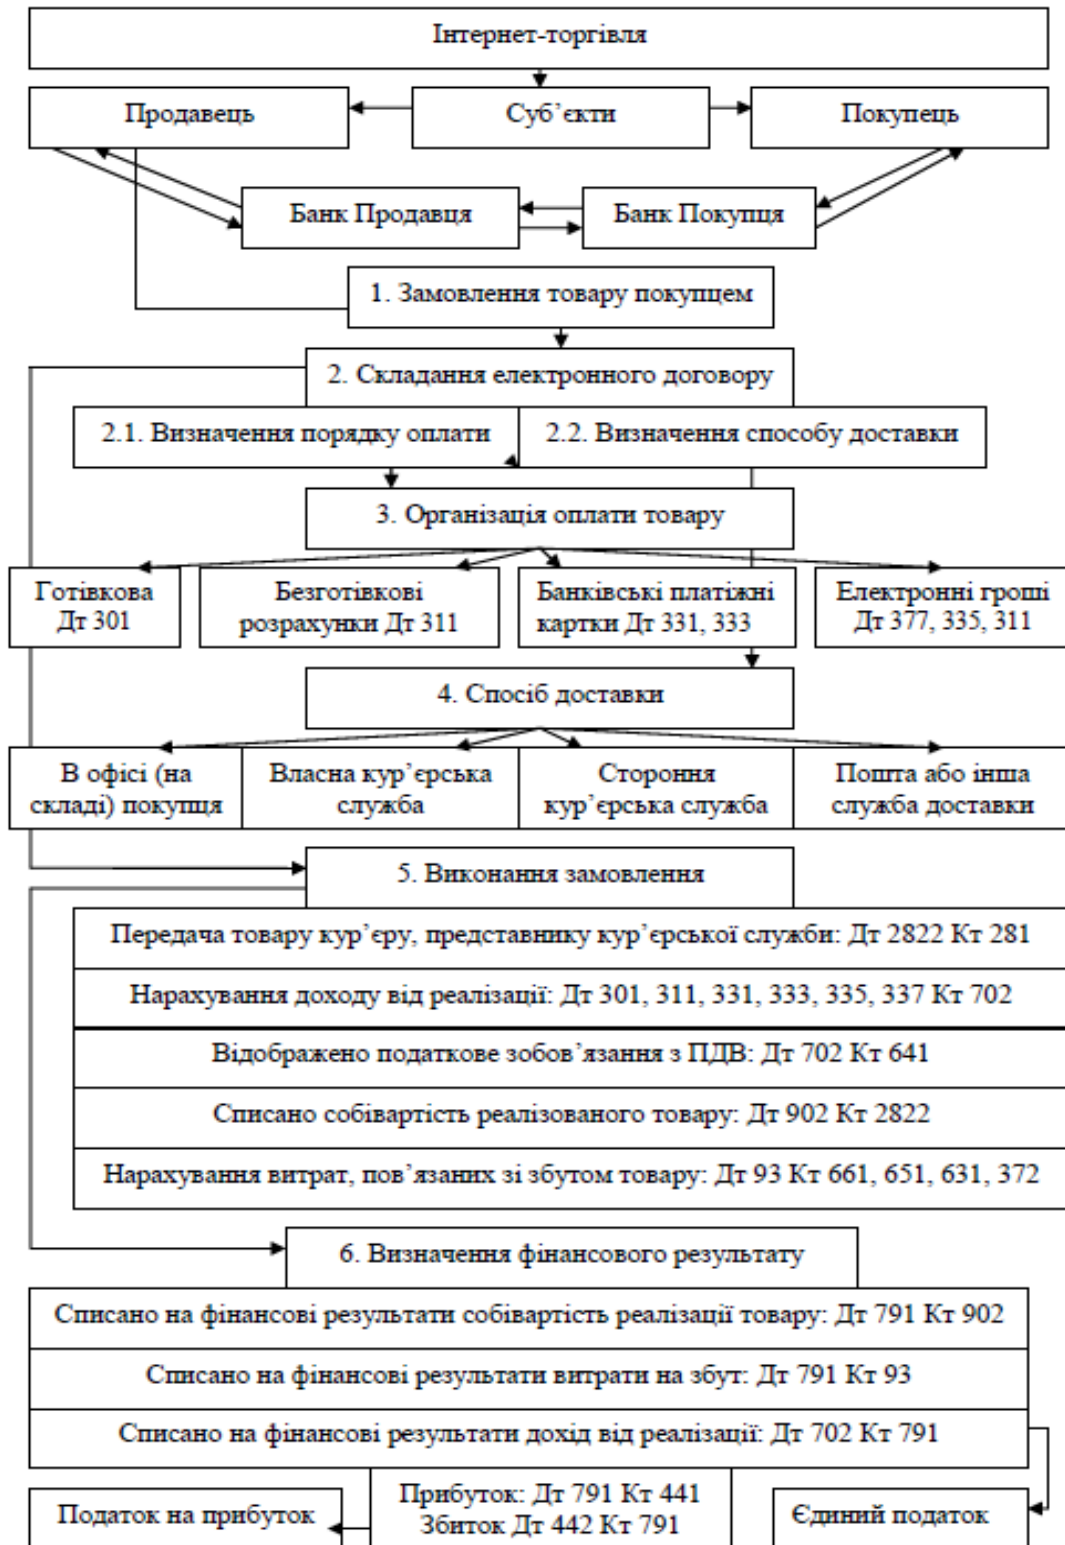 Інтернет-торгівля
Продавець
Суб’єкти
Покупець
Банк Продавця
Банк Покупця
1. Замовлення товару покупцем
2. Складання електронного договору
2.1. Визначення порядку оплати
2.2. Визначення способу доставки
3. Організація оплати товару
Готівкова
Дт 301
Безготівкові
розрахунки Дт 311
Банківські платіжні
картки Дт 331, 333
Електронні гроші
Дт 377, 335, 311
4. Спосіб доставки
В офісі (на
складі) покупця
Власна кур’єрська
служба
Стороння
кур’єрська служба
Пошта або інша
служба доставки
5. Виконання замовлення
Передача товару кур’єру, представнику кур’єрської служби: Дт 2822 Кт 281
Нарахування доходу від реалізації: Дт 301, 311, 331, 333, 335, 337 Кт 702
Відображено податкове зобов’язання з ПДВ: Дт 702 Кт 641
Списано собівартість реалізованого товару: Дт 902 Кт 2822
Нарахування витрат, пов’язаних зі збутом товару: Дт 93 Кт 661, 651, 631, 372
6. Визначення фінансового результату
Списано на фінансові результати собівартість реалізації товару: Дт 791 Кт 902
Списано на фінансові результати витрати на збут: Дт 791 Кт 93
Списано на фінансові результати дохід від реалізації: Дт 702 Кт 791
Податок на прибуток
Прибуток: Дт 791 Кт 441
Збиток Дт 442 Кт 791
Єдиний податок